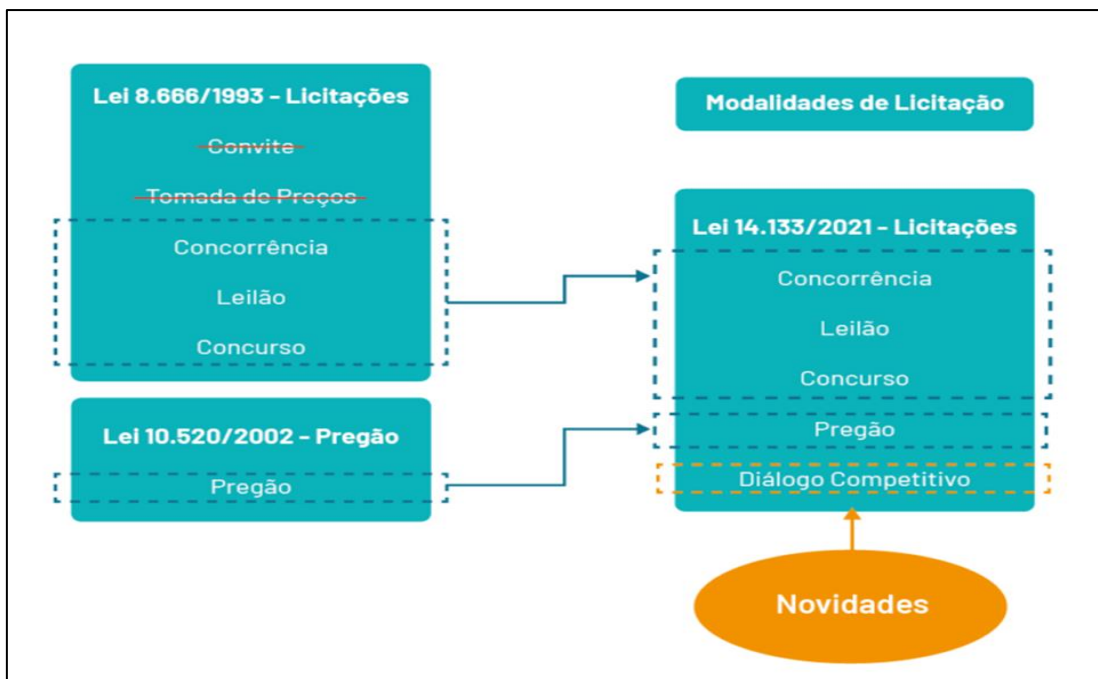 Lei 8.666/1993 - Licitações
Convite
Tomada de Preços
Concorrência
Leilão
Concurso
Lei 10.520/2002 - Pregão
Pregão
Modalidades de Licitação
Lei 14.133/2021 - Licitações
Concorrência
Leilão
Concurso
Pregão
Diálogo Competitivo
Novidades